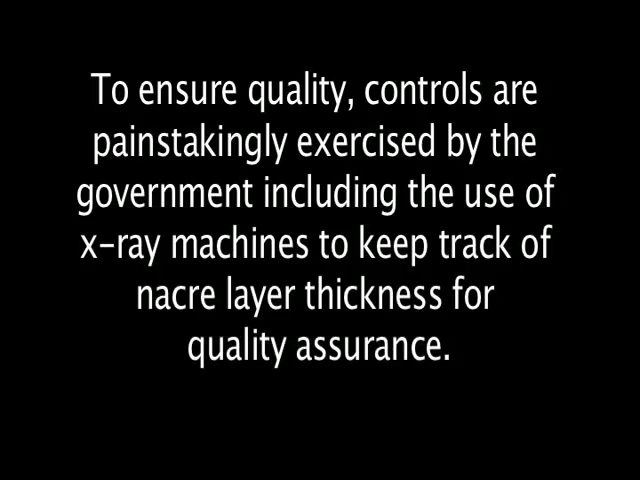 To ensure quality, controls are
painstakingly exercised by the
government including the use of
x-ray machines to keep track of
nacre layer thickness for
quality assurance.